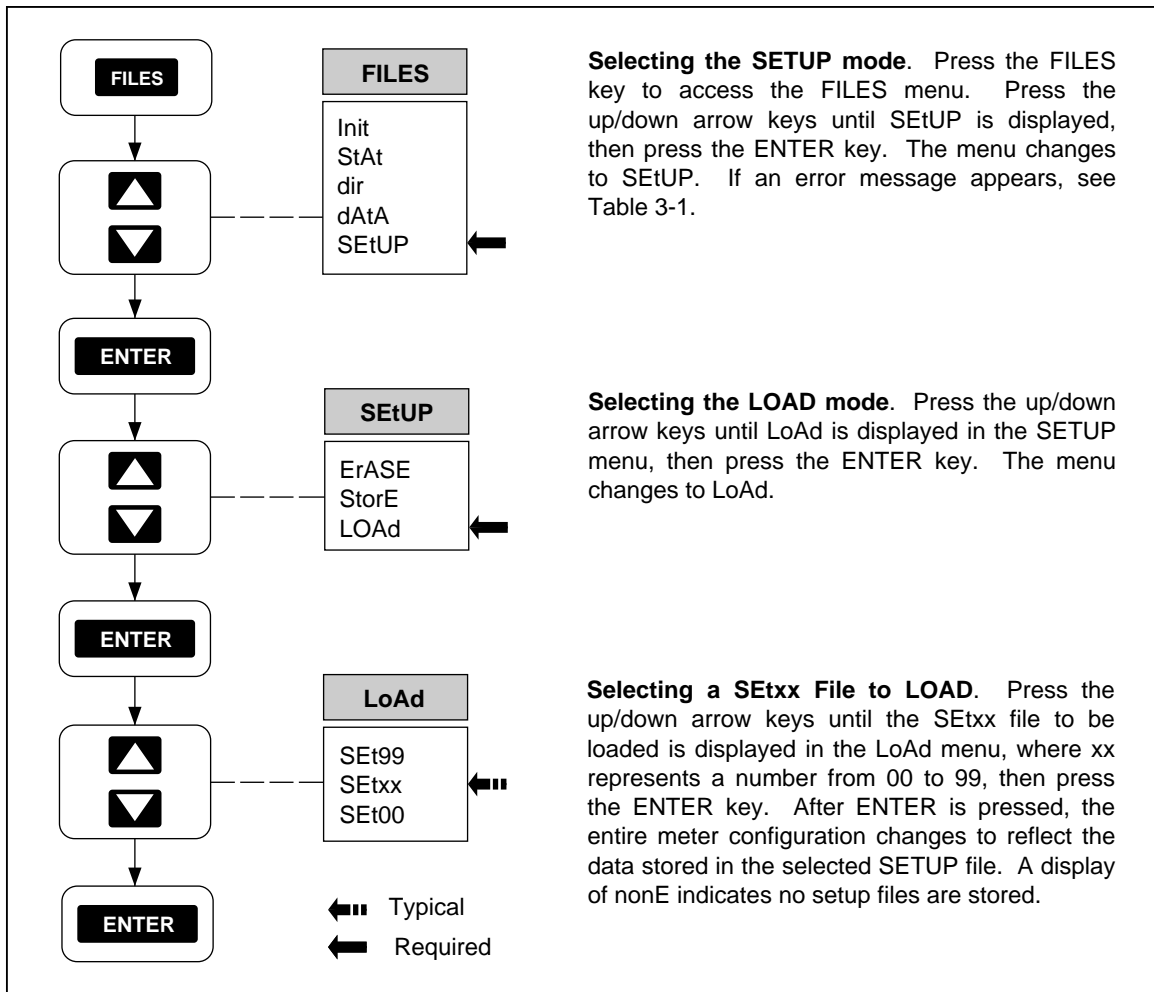 FILES
FILES
Init
StAt
dir
dAtA
SEtUP
Selecting the SETUP mode. Press the FILES
key to access the FILES menu. Press the
up/down arrow keys until SEtUP is displayed,
then press the ENTER key. The menu changes
to SEtUP. If an error message appears, see
Table 3-1.
ENTER
SEtUP
ErASE
StorE
LOAd
Selecting the LOAD mode. Press the up/down
arrow keys until LoAd is displayed in the SETUP
menu, then press the ENTER key. The menu
changes to LoAd.
ENTER
LoAd
SEt99
SEtxx
SEt00
Selecting a SEtxx File to LOAD. Press the
up/down arrow keys until the SEtxx file to be
loaded is displayed in the LoAd menu, where xx
represents a number from 00 to 99, then press
the ENTER key. After ENTER is pressed, the
entire meter configuration changes to reflect the
data stored in the selected SETUP file. A display
of nonE indicates no setup files are stored.
ENTER
Typical
Required